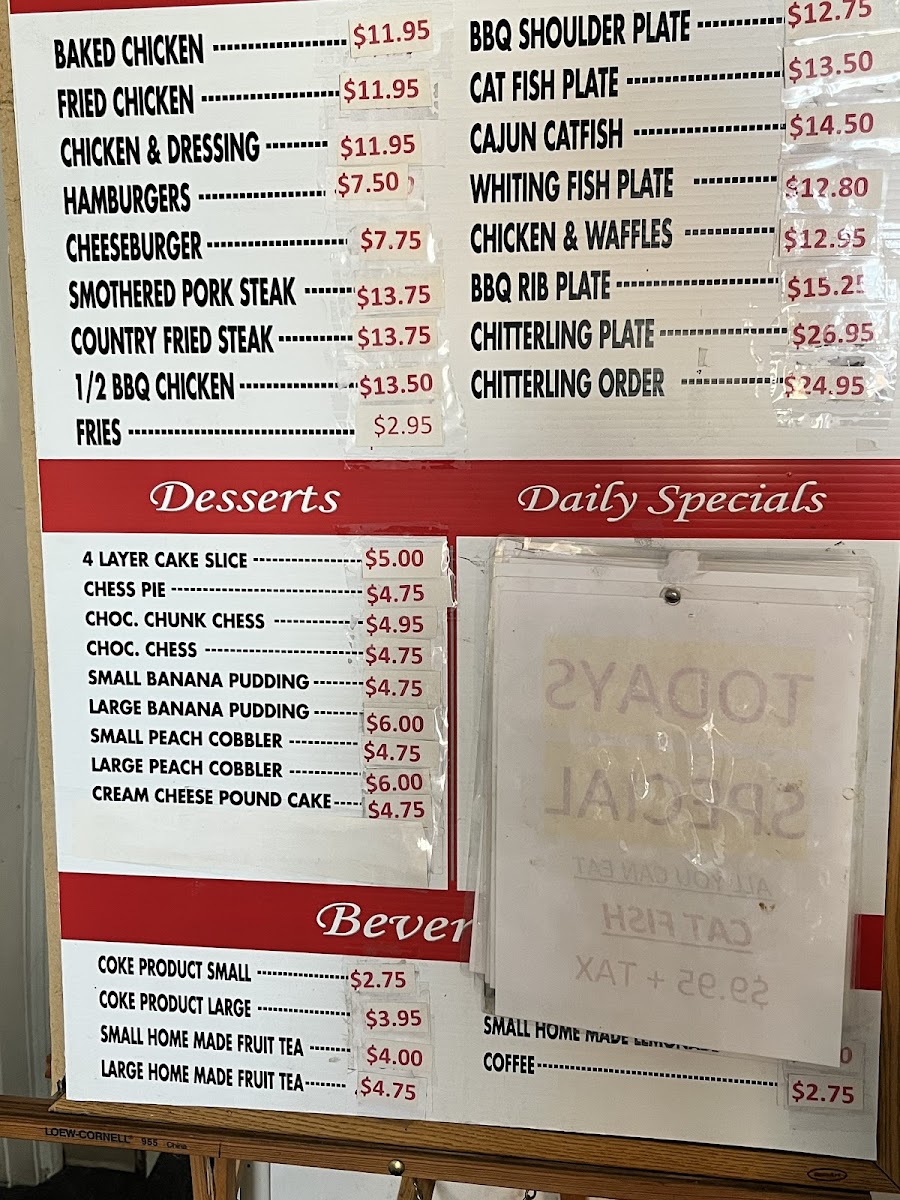 BAKED CHICKEN $11.95
FRIED CHICKEN $11.95
CHICKEN & DRESSING $11.95
HAMBURGERS $7.50
CHEESEBURGER $7.75
SMOTHERED PORK STEAK $13.75
COUNTRY FRIED STEAK $13.75
1/2 BBQ CHICKEN $13.50
FRIES $2.95
BBQ SHOULDER PLATE $12.75
CAT FISH PLATE $13.50
CAJUN CATFISH $14.50
WHITING FISH PLATE $12.80
CHICKEN & WAFFLES $12.95
BBQ RIB PLATE $15.25
CHITTERLING PLATE $26.95
CHITTERLING ORDER $24.95
Desserts
4 LAYER CAKE SLICE $5.00
CHESS PIE $4.75
CHOC. CHUNK CHESS $4.95
CHOC. CHESS $4.75
SMALL BANANA PUDDING $4.75
LARGE BANANA PUDDING $6.00
SMALL PEACH COBBLER $4.75
LARGE PEACH COBBLER $6.00
CREAM CHEESE POUND CAKE $4.75
Daily Specials
TODAYS
SPECIAL
ALL YOU CAN EAT
CAT FISH
$9.95 + TAX
Bever
COKE PRODUCT SMALL $2.75
COKE PRODUCT LARGE $3.95
SMALL HOME MADE FRUIT TEA $4.00
LARGE HOME MADE FRUIT TEA $4.75
SMALL HOME MADE LEMONADE
COFFEE $2.75
LOEW-CORNELL 955 China